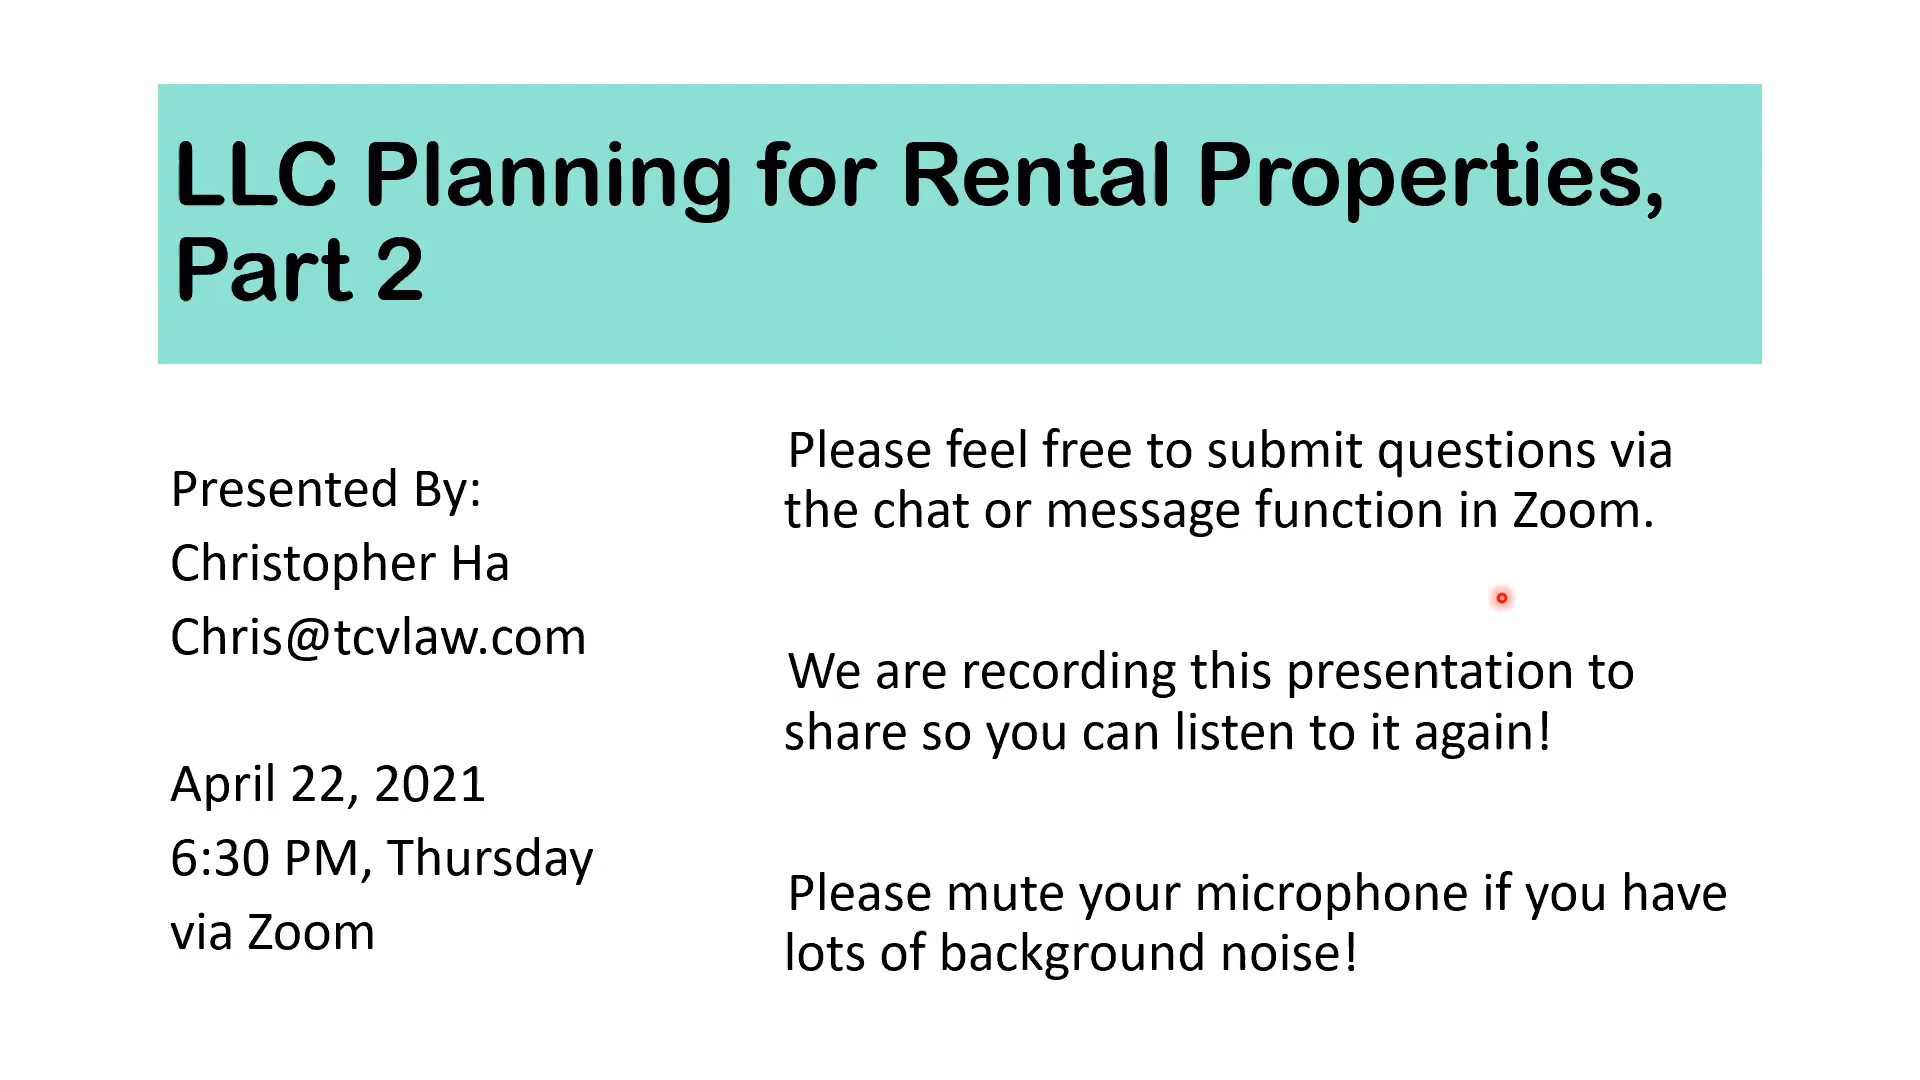 LLC Planning for Rental Properties,
Part 2
Presented By:
Christopher Ha
Chris@tcvlaw.com
April 22, 2021
6:30 PM, Thursday
via Zoom
Please feel free to submit questions via
the chat or message function in Zoom.
We are recording this presentation to
share so you can listen to it again!
Please mute your microphone if you have
lots of background noise!